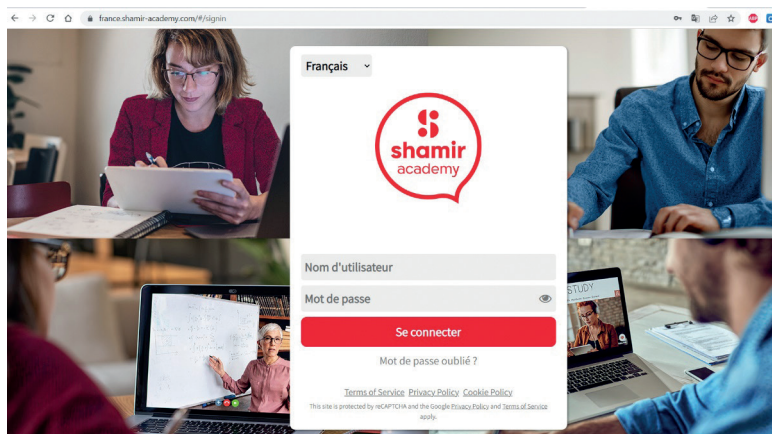 france.shamir-academy.com/#/signin
Français
shamir
academy
Nom d'utilisateur
Mot de passe
Se connecter
Mot de passe oublié ?
Terms of Service Privacy Policy Cookie Policy
This site is protected by reCAPTCHA and the Google Privacy Policy and Terms of Service
apply.
STUDY
ABP